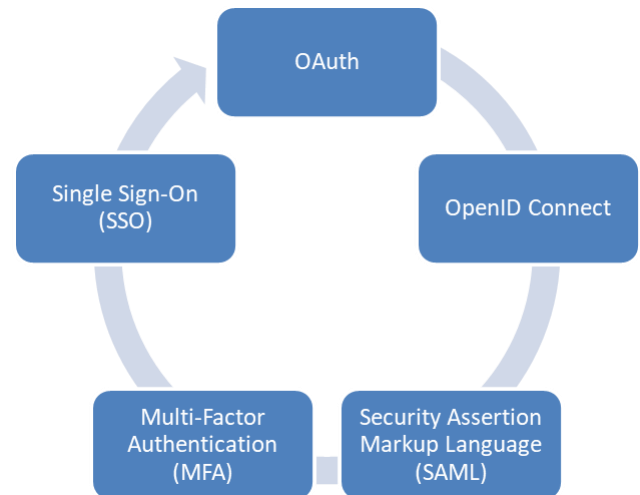 OAuth
OpenID Connect
Security Assertion
Markup Language
(SAML)
Multi-Factor
Authentication
(MFA)
Single Sign-On
(SSO)